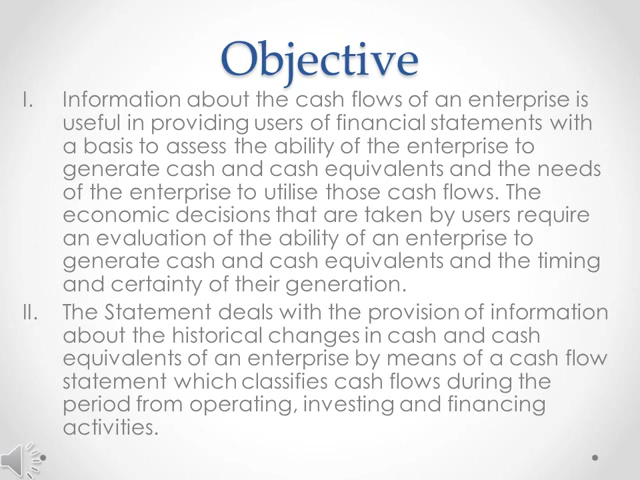 Objective
I. Information about the cash flows of an enterprise is
useful in providing users of financial statements with
a basis to assess the ability of the enterprise to
generate cash and cash equivalents and the needs
of the enterprise to utilise those cash flows. The
economic decisions that are taken by users require
an evaluation of the ability of an enterprise to
generate cash and cash equivalents and the timing
and certainty of their generation.
II. The Statement deals with the provision of information
about the historical changes in cash and cash
equivalents of an enterprise by means of a cash flow
statement which classifies cash flows during the
period from operating, investing and financing
activities.